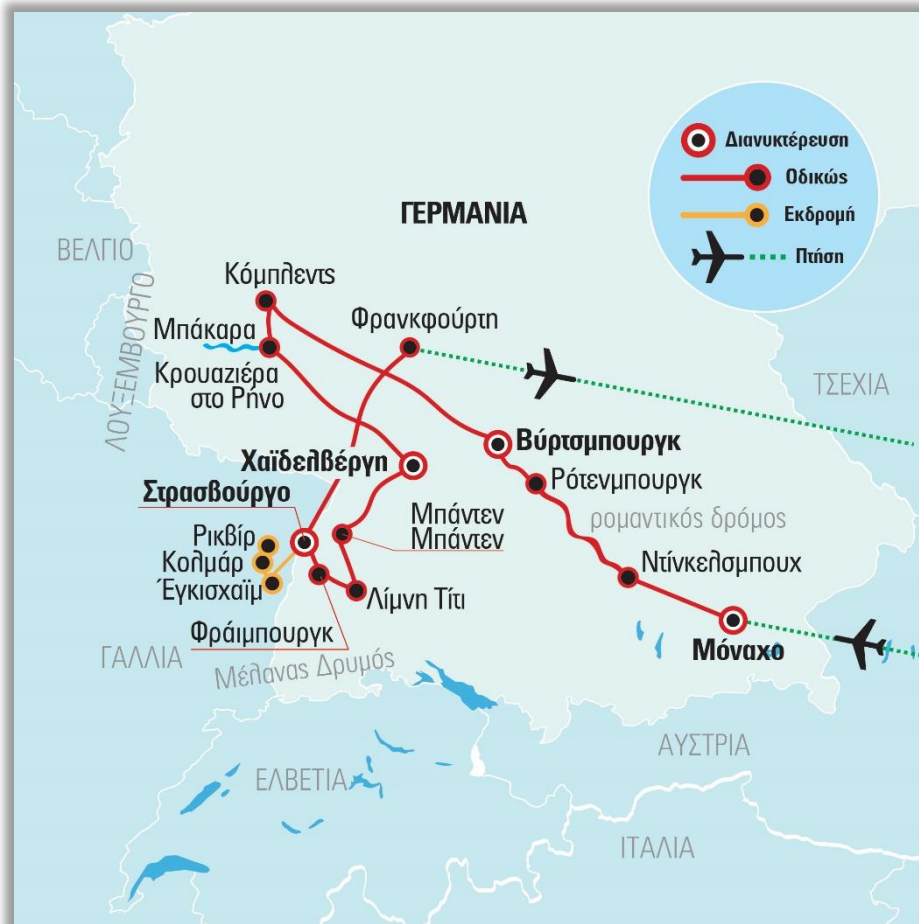 Διανυκτέρευση
Οδικώς
Εκδρομή
Πτήση
ΓΕΡΜΑΝΙΑ
ΒΕΛΓΙΟ
ΛΟΥΞΕΜΒΟΥΡΓΟ
Κόμπλεντς
Μπάκαρα
Φρανκφούρτη
Κρουαζιέρα
στο Ρήνο
ΤΣΕΧΙΑ
Βύρτσμπουργκ
Χαϊδελβέργη
Ρότενμπουργκ
Στρασβούργο
Μπάντεν
Μπάντεν
ρομαντικός δρόμος
Ρικβίρ
Κολμάρ
Έγκισχαϊμ
Ντίνκελσμπουχ
Λίμνη Τίτι
Φράιμπουργκ
Μόναχο
ΓΑΛΛΙΑ
Μέλανας Δρυμός
ΑΥΣΤΡΙΑ
ΕΛΒΕΤΙΑ
ΙΤΑΛΙΑ